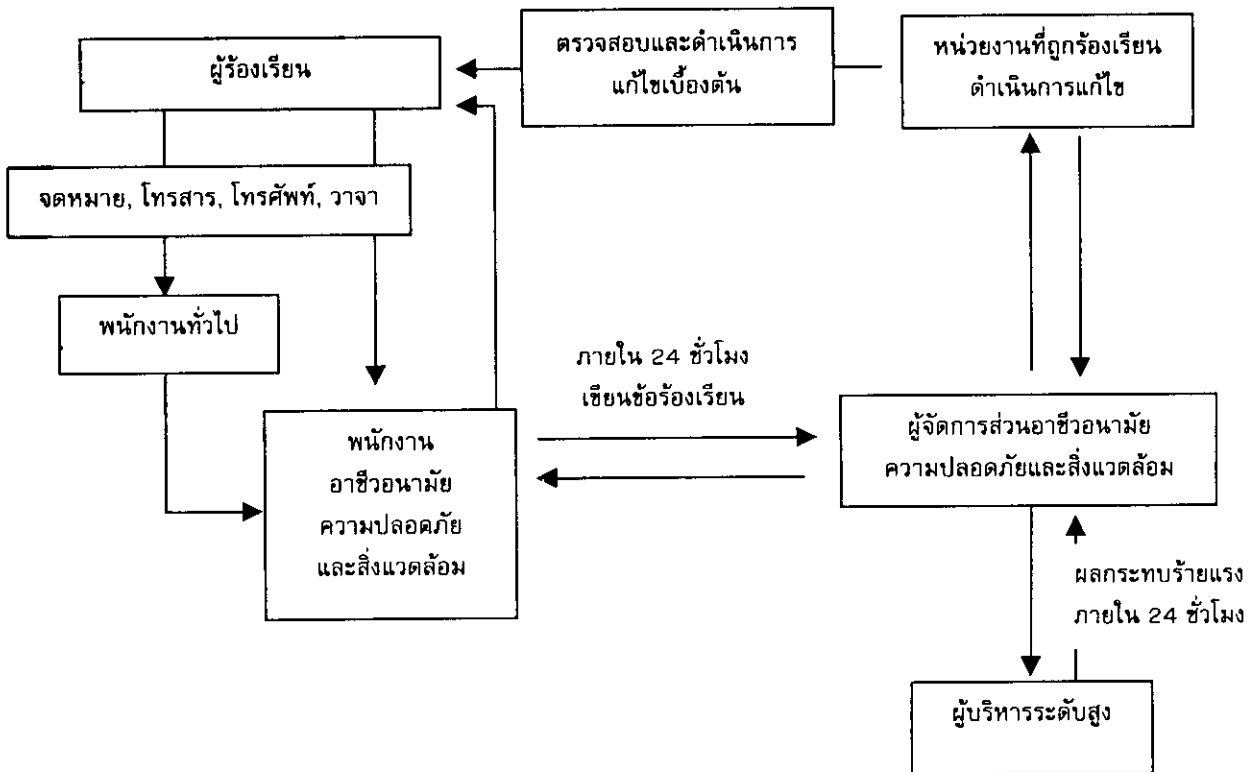 ผู้ร้องเรียน
ตรวจสอบและดำเนินการ
แก้ไขเบื้องต้น
หน่วยงานที่ถูกร้องเรียน
ดำเนินการแก้ไข
จดหมาย, โทรสาร, โทรศัพท์, วาจา
พนักงานทั่วไป
ภายใน 24 ชั่วโมง
เขียนข้อร้องเรียน
พนักงาน
อาชีวอนามัย
ความปลอดภัย
และสิ่งแวดล้อม
ผู้จัดการส่วนอาชีวอนามัย
ความปลอดภัยและสิ่งแวดล้อม
ผลกระทบร้ายแรง
ภายใน 24 ชั่วโมง
ผู้บริหารระดับสูง